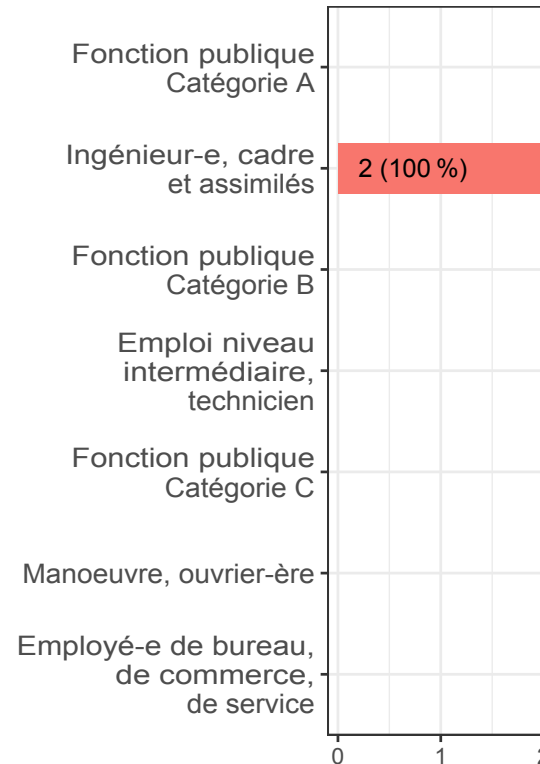 Fonction publique
Catégorie A
Ingénieur-e, cadre
et assimilés
2 (100 %)
Fonction publique
Catégorie B
Emploi niveau
intermédiaire,
technicien
Fonction publique
Catégorie C
Manoeuvre, ouvrier-ère
Employé-e de bureau,
de commerce,
de service
0 1 2